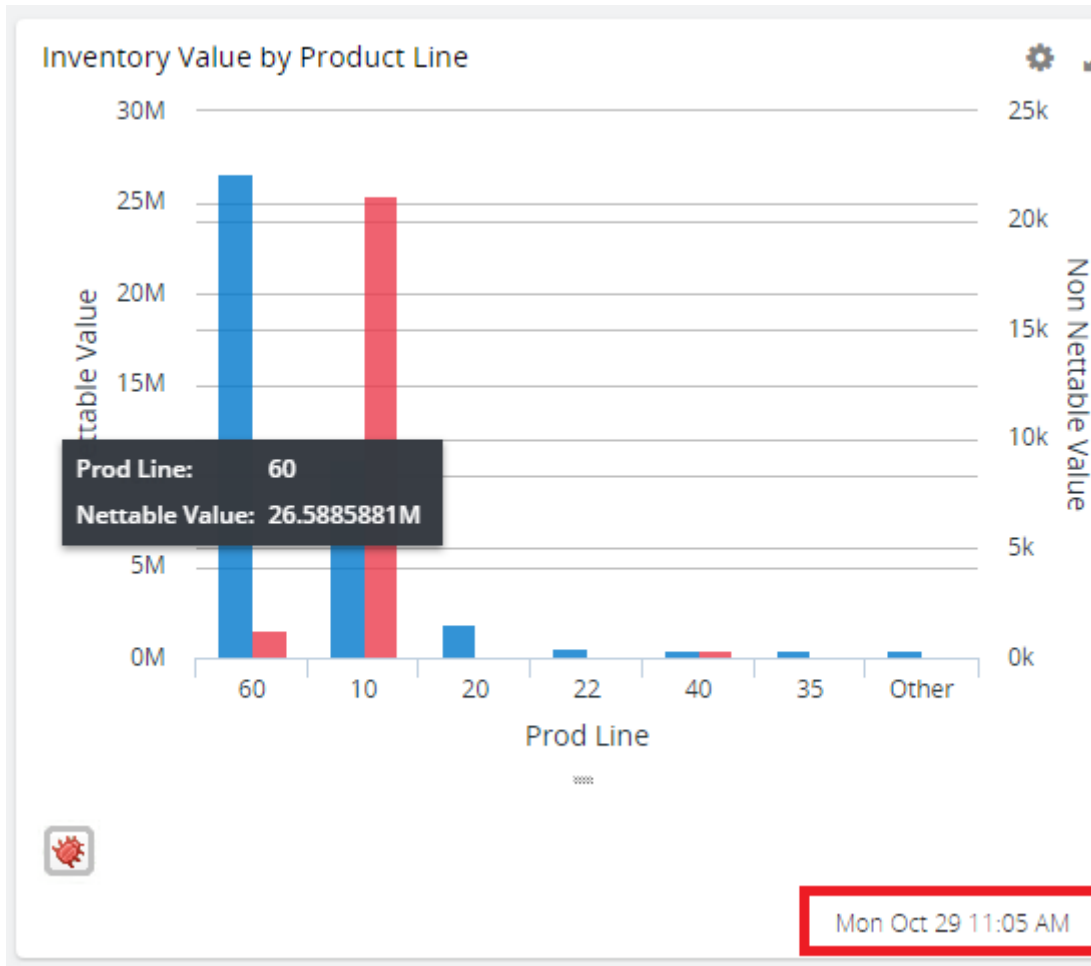 Inventory Value by Product Line
30M
25M
20M
15M
5M
0M
ttable Value
25k
20k
15k
10k
5k
0k
Non Nettable Value
Prod Line: 60
Nettable Value: 26.5885881M
60 10 20 22 40 35 Other
Prod Line
Mon Oct 29 11:05 AM